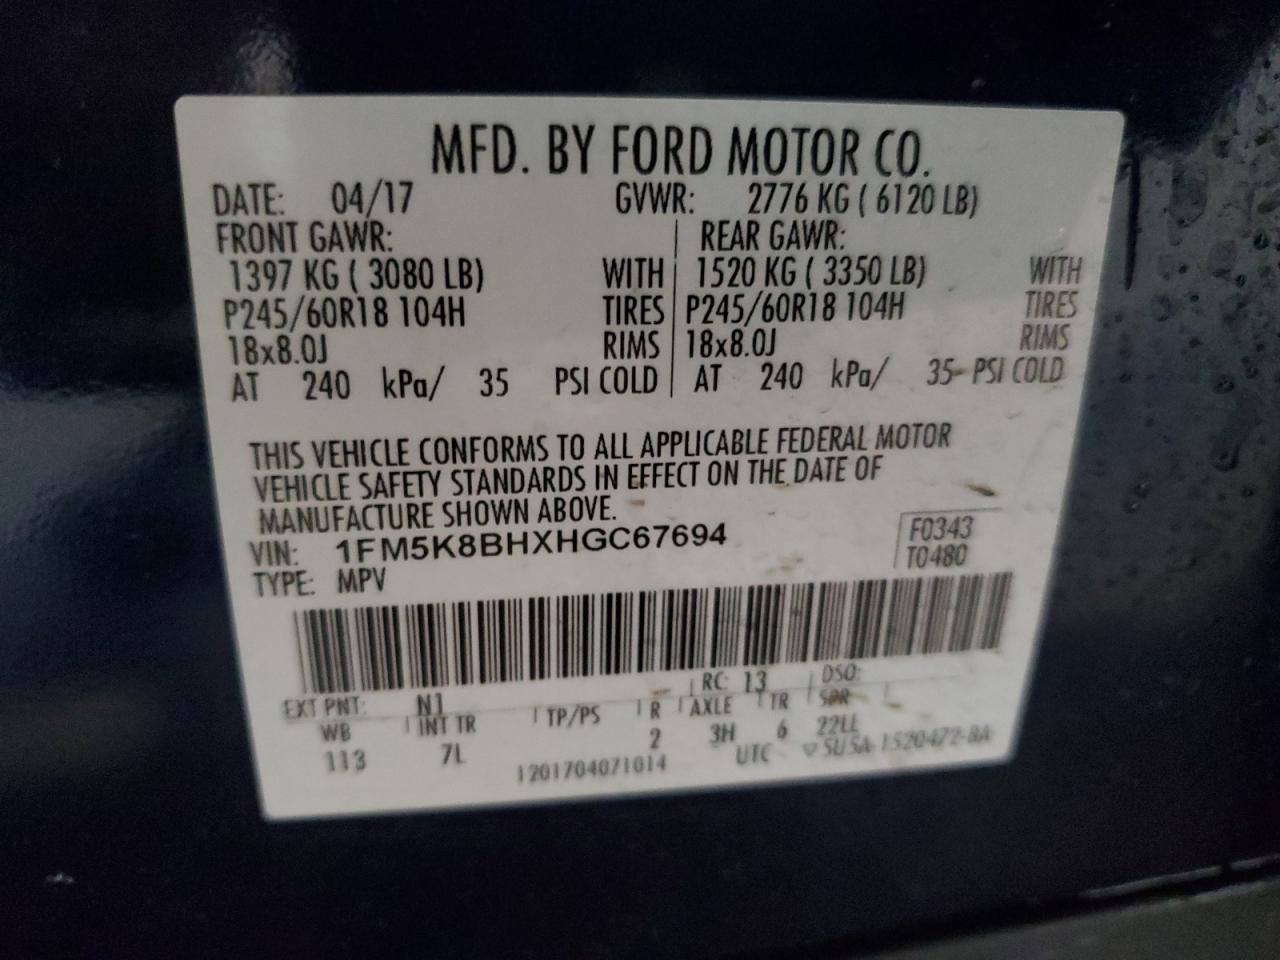 MFD. BY FORD MOTOR CO.
DATE: 04/17 GVWR: 2776 KG ( 6120 LB)
FRONT GAWR: REAR GAWR:
1397 KG ( 3080 LB) WITH 1520 KG ( 3350 LB) WITH
P245/60R18 104H TIRES P245/60R18 104H TIRES
18x8.0J RIMS 18x8.0J RIMS
AT 240 kPa/ 35 PSI COLD AT 240 kPa/ 35 PSI COLD
THIS VEHICLE CONFORMS TO ALL APPLICABLE FEDERAL MOTOR
VEHICLE SAFETY STANDARDS IN EFFECT ON THE DATE OF
MANUFACTURE SHOWN ABOVE.
VIN: 1FM5K8BHXHGC67694 F0343
TYPE: MPV T0480
EXT PNT: N1 RC: 13 DSO:
WB INT TR TP/PS R AXLE TR SPR
113 7L 2 3H 6 22LL
1201704071014 UTC ▽SU5A-1520472-BA